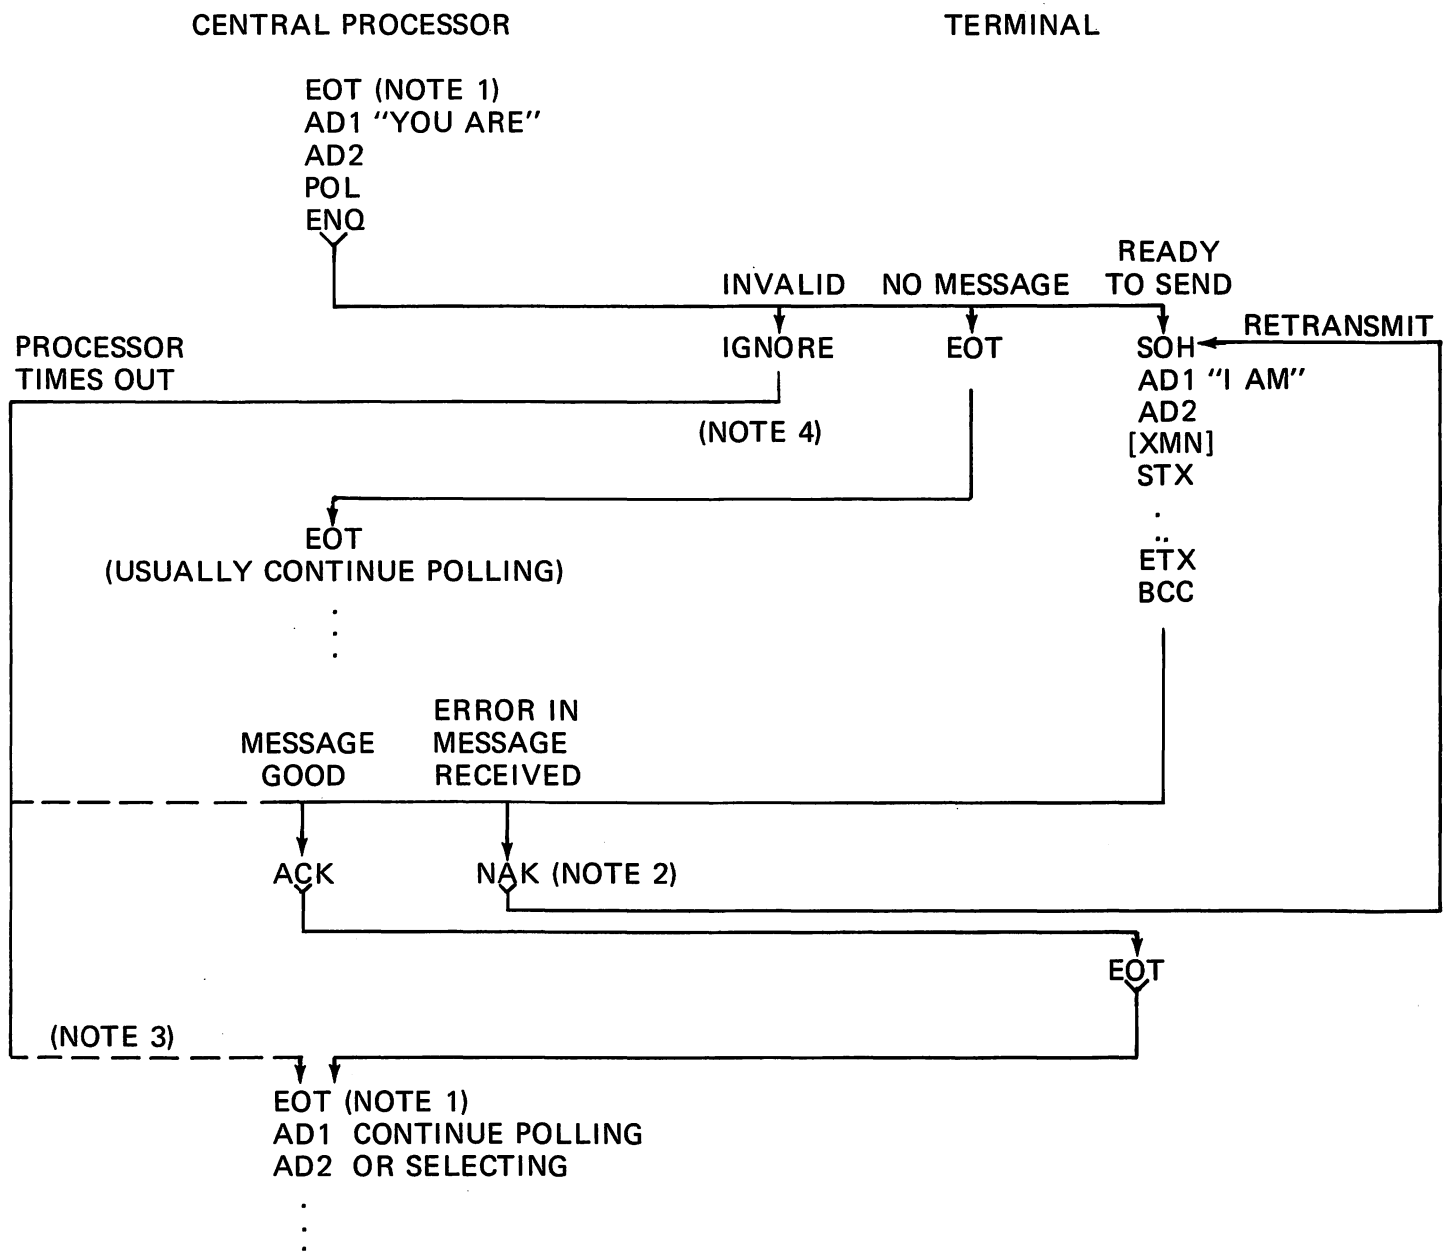 CENTRAL PROCESSOR
TERMINAL
EOT (NOTE 1)
AD1 "YOU ARE"
AD2
POL
ENQ
INVALID
NO MESSAGE
READY
TO SEND
PROCESSOR
TIMES OUT
IGNORE
EOT
RETRANSMIT
SOH
AD1 "I AM"
AD2
[XMN]
STX
.
..
ETX
BCC
(NOTE 4)
EOT
(USUALLY CONTINUE POLLING)
.
.
.
MESSAGE
GOOD
ERROR IN
MESSAGE
RECEIVED
ACK
NAK (NOTE 2)
EOT
(NOTE 3)
EOT (NOTE 1)
AD1 CONTINUE POLLING
AD2 OR SELECTING
.
.
.